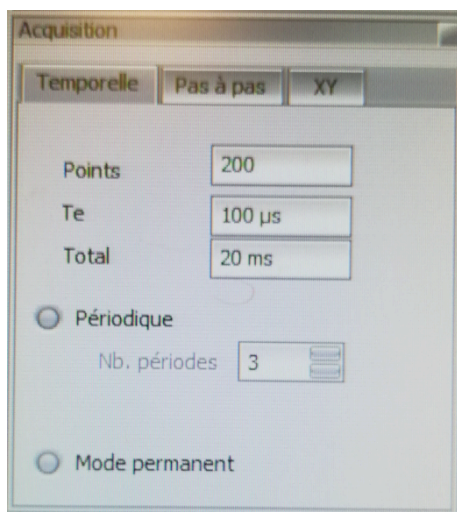 Acquisition
Temporelle Pas à pas XY
Points 200
Te 100 µs
Total 20 ms
Périodique
Nb. périodes 3
Mode permanent